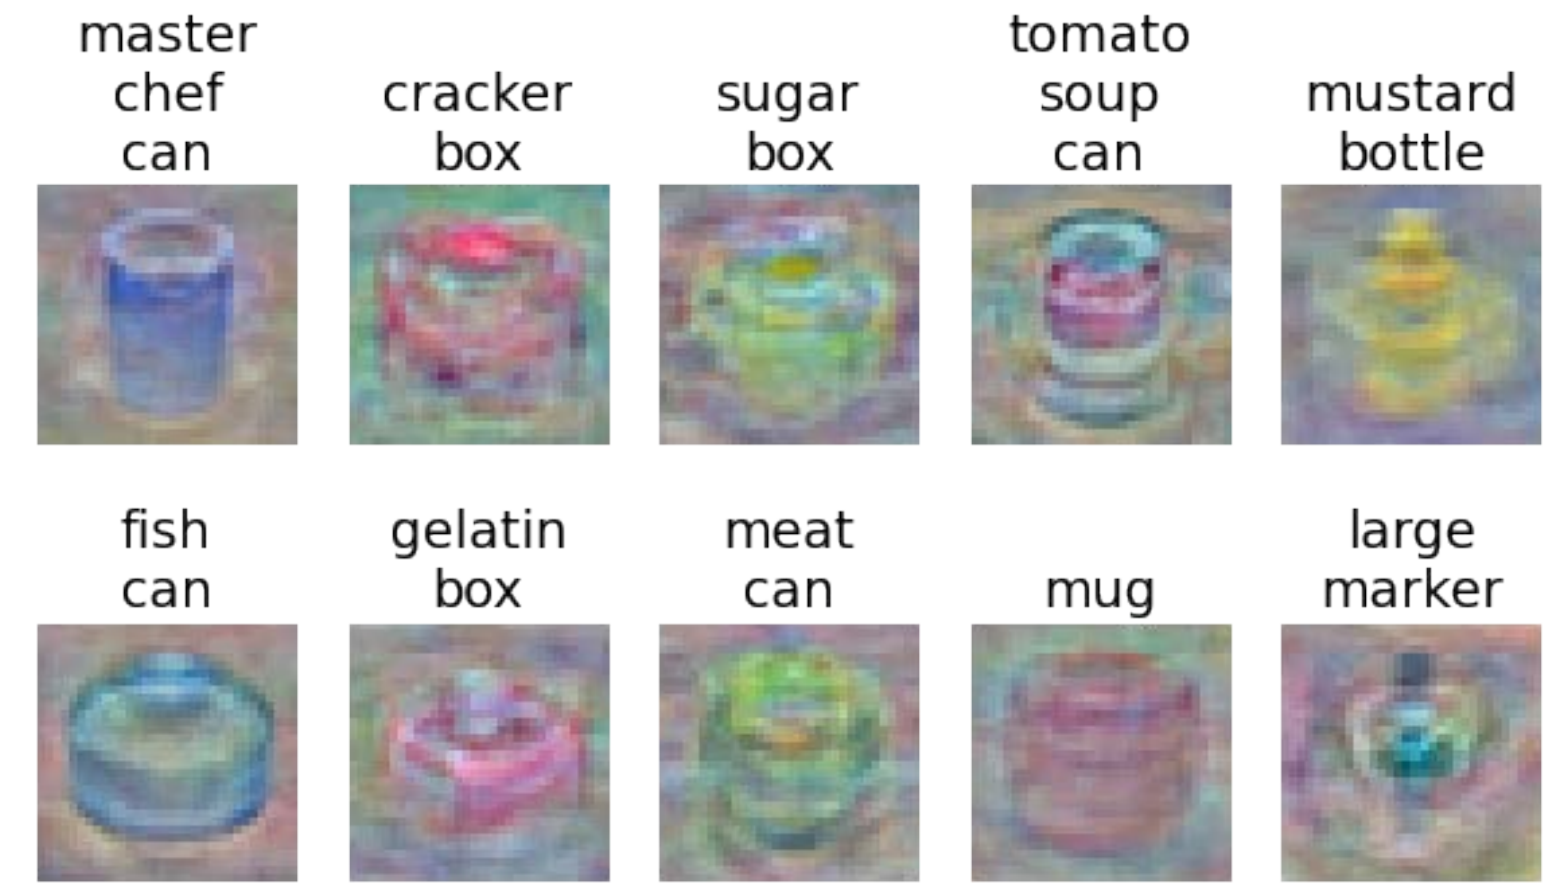 master
chef
can
cracker
box
sugar
box
tomato
soup
can
mustard
bottle
fish
can
gelatin
box
meat
can
mug
large
marker